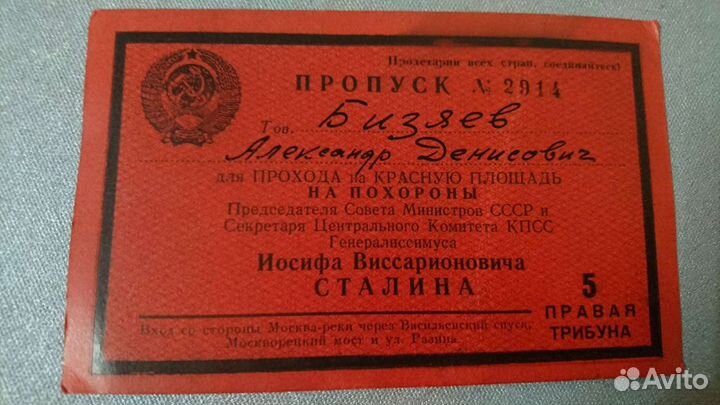 Пролетарии всех стран, соединяйтесь!
ПРОПУСК № 2914
Тов. Бизяев
Александр Денисович
для ПРОХОДА на КРАСНУЮ ПЛОЩАДЬ
НА ПОХОРОНЫ
Председателя Совета Министров СССР и
Секретаря Центрального Комитета КПСС
Генералиссимуса
Иосифа Виссарионовича
СТАЛИНА
5
ПРАВАЯ
ТРИБУНА
Вход со стороны Москва-реки через Васильевский спуск,
Москворецкий мост и ул. Разина.
Avito